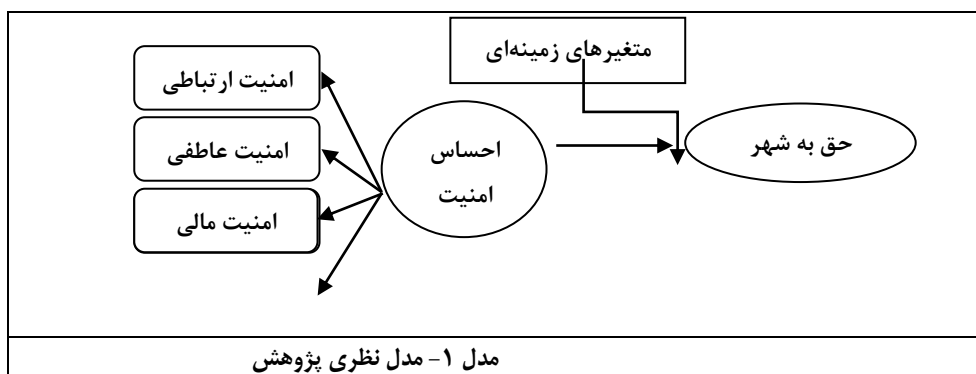 متغیرهای زمینه‌ای
امنیت ارتباطی
امنیت عاطفی
امنیت مالی
احساس
امنیت
حق به شهر
مدل ۱- مدل نظری پژوهش